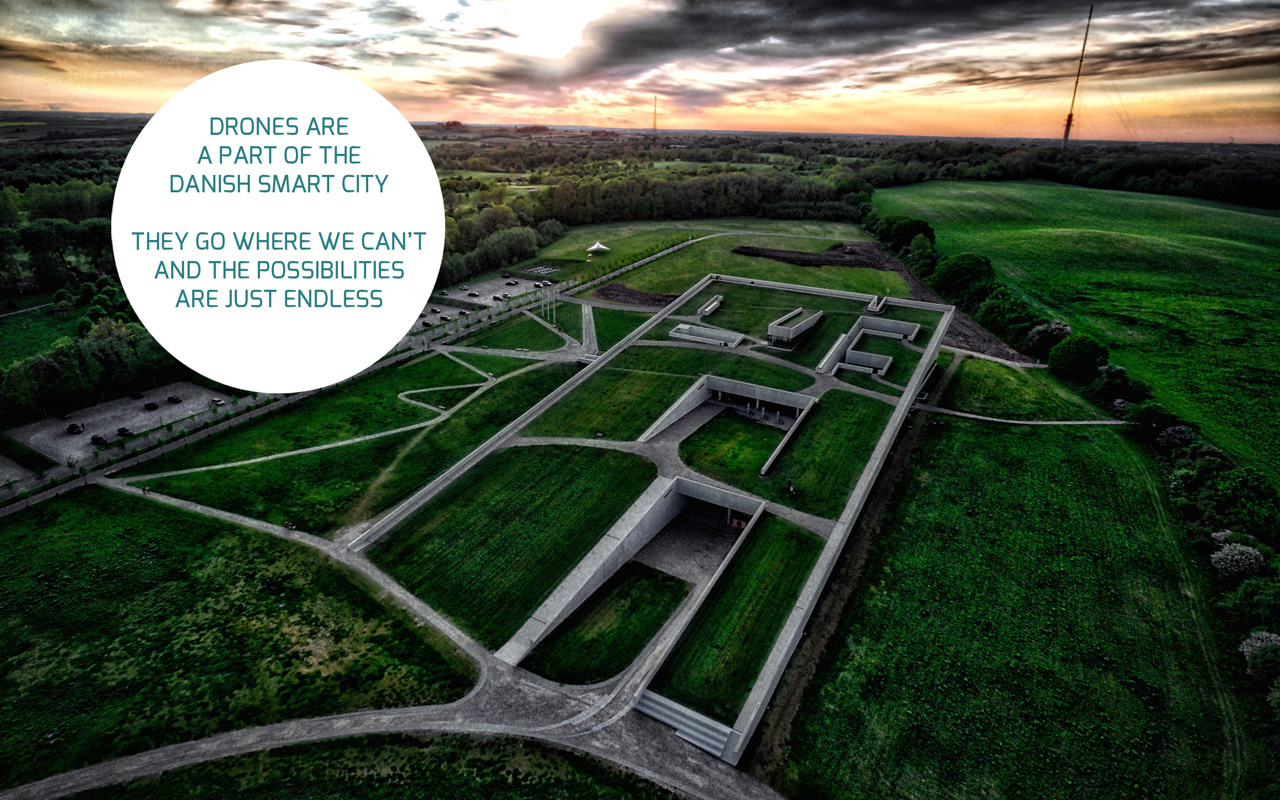 DRONES ARE
A PART OF THE
DANISH SMART CITY
THEY GO WHERE WE CAN'T
AND THE POSSIBILITIES
ARE JUST ENDLESS